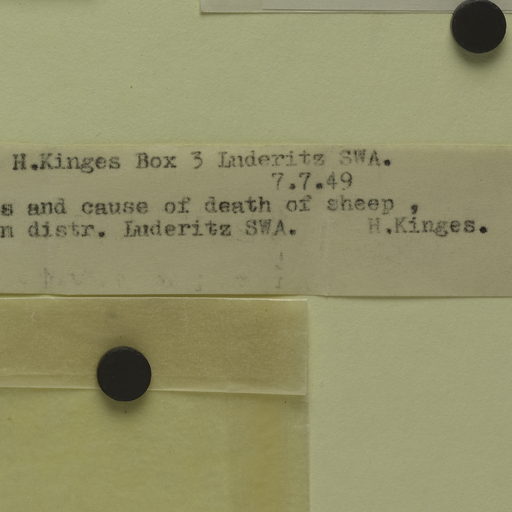 H.Kinges Box 3 Luderitz SWA.
7.7.49
s and cause of death of sheep ,
n distr. Luderitz SWA. H.Kinges.